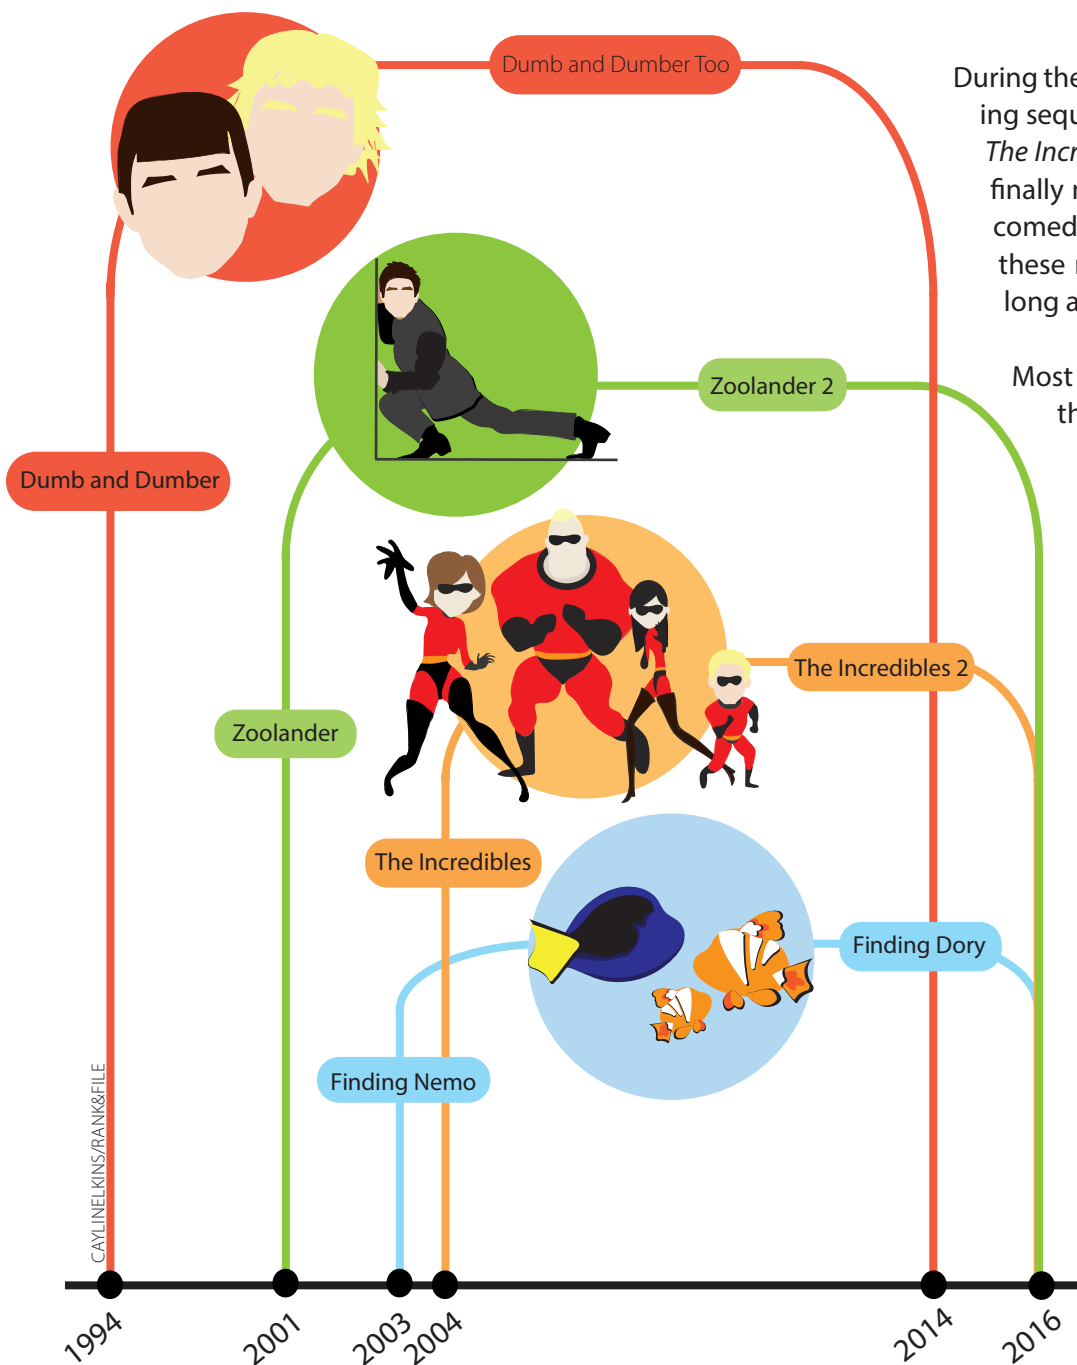 Dumb and Dumber Too
During the
ing sequ
The Incr
finally r
comed
these r
long a
Zoolander 2
Most
th
Dumb and Dumber
The Incredibles 2
Zoolander
The Incredibles
Finding Dory
Finding Nemo
CAYLINELKINS/RANK&FILE
1994
2001
2003
2004
2014
2016